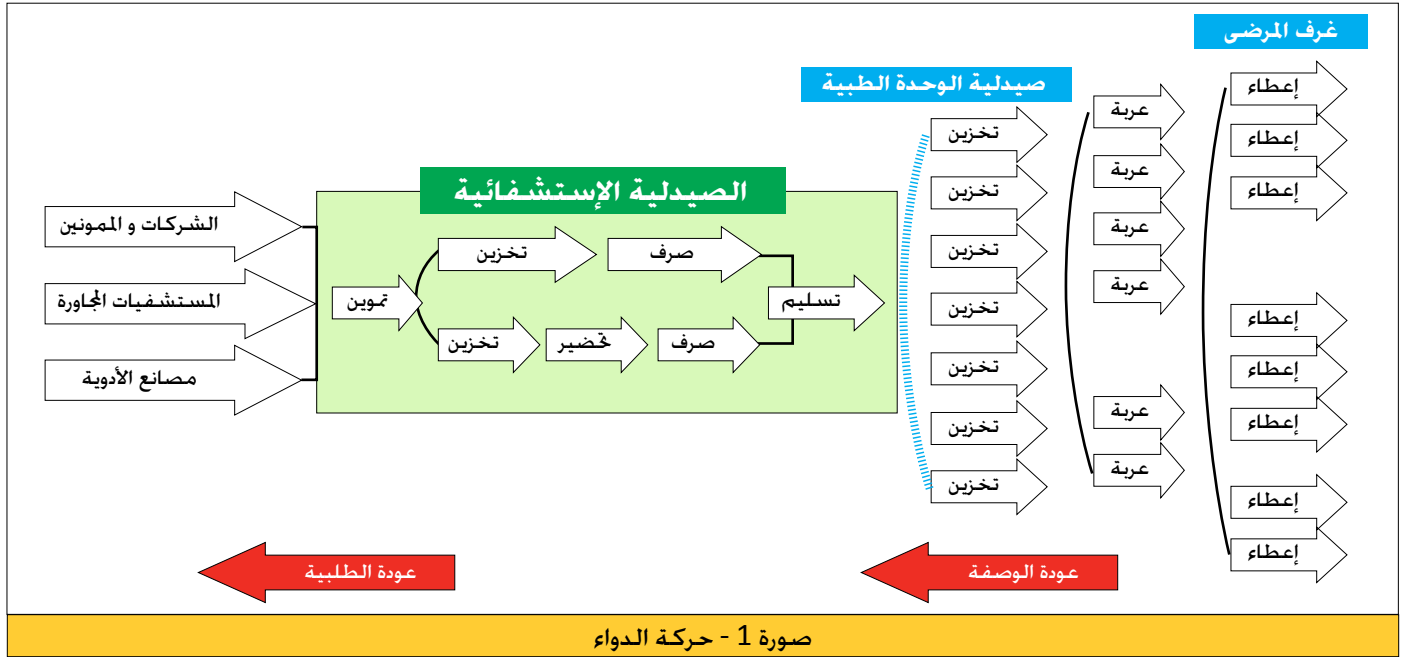 غرف المرضى
إعطاء
إعطاء
إعطاء
إعطاء
إعطاء
إعطاء
إعطاء
إعطاء
عربة
عربة
عربة
عربة
عربة
عربة
صيدلية الوحدة الطبية
تخزين
تخزين
تخزين
تخزين
تخزين
تخزين
تخزين
الصيدلية الإستشفائية
الشركات و الممونين
المستشفيات المجاورة
مصانع الأدوية
تموين
تخزين
صرف
تخزين
تحضير
صرف
تسليم
عودة الطلبية
عودة الوصفة
صورة 1 - حركة الدواء